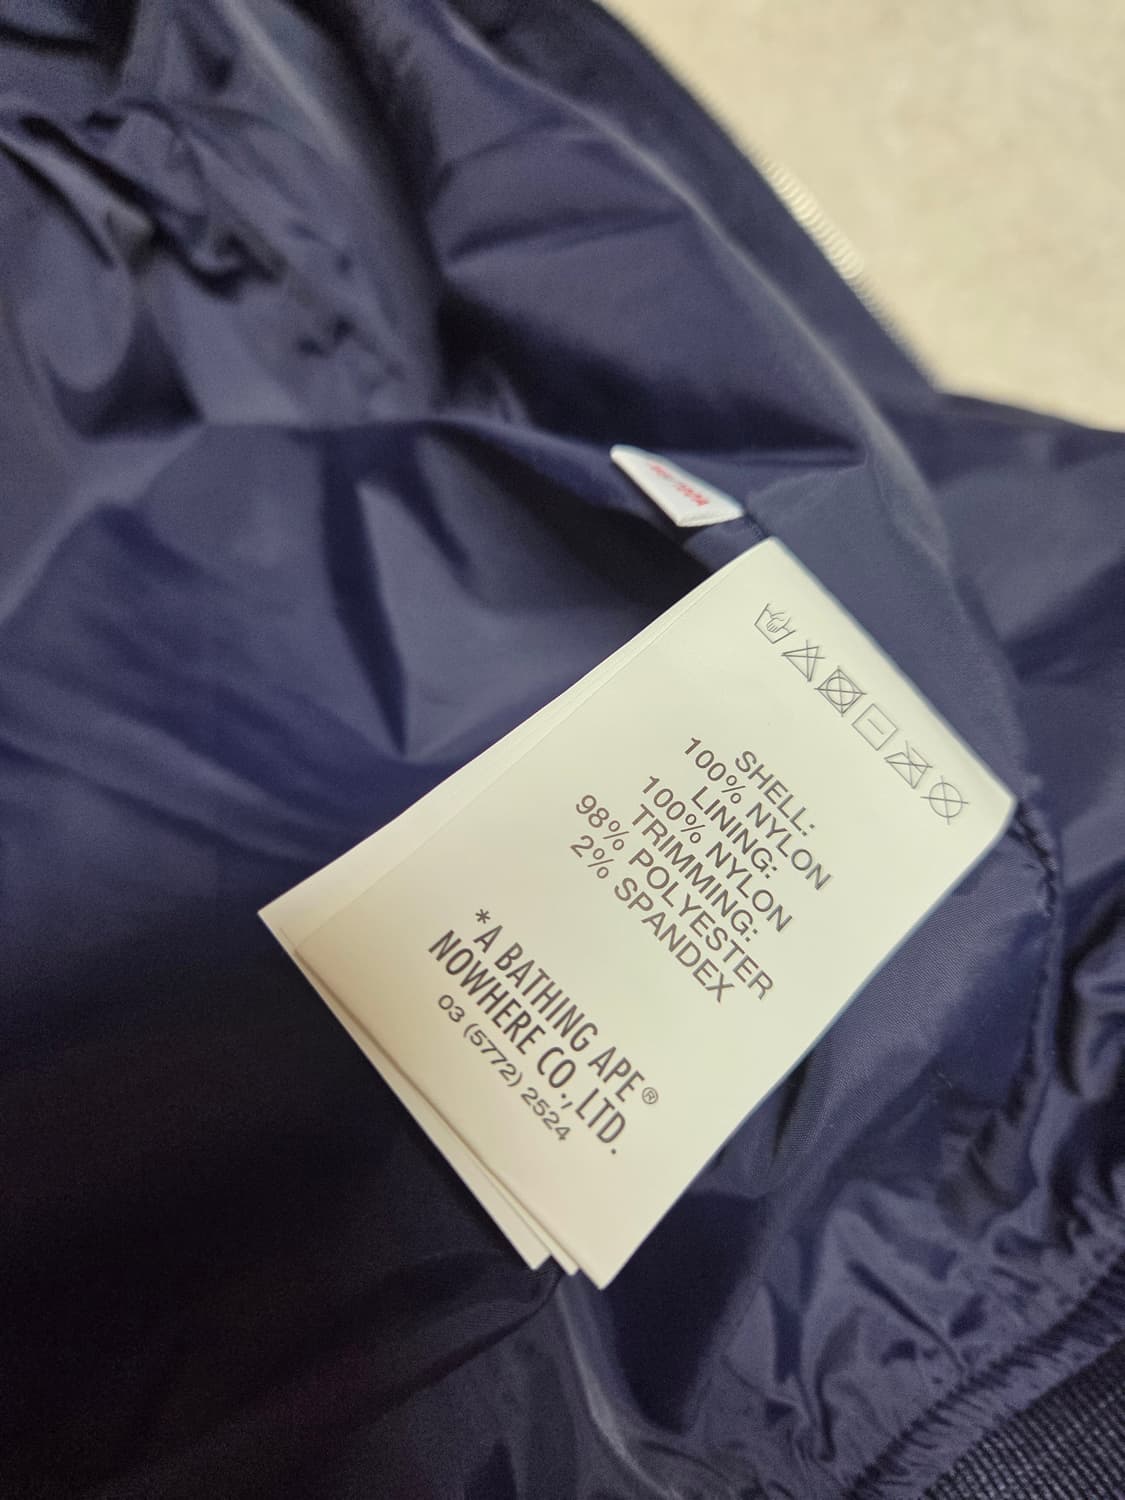 SHELL:
100% NYLON
LINING:
100% NYLON
TRIMMING:
98% POLYESTER
2% SPANDEX
*A BATHING APE®
NOWHERE CO., LTD.
03 (5772) 2524